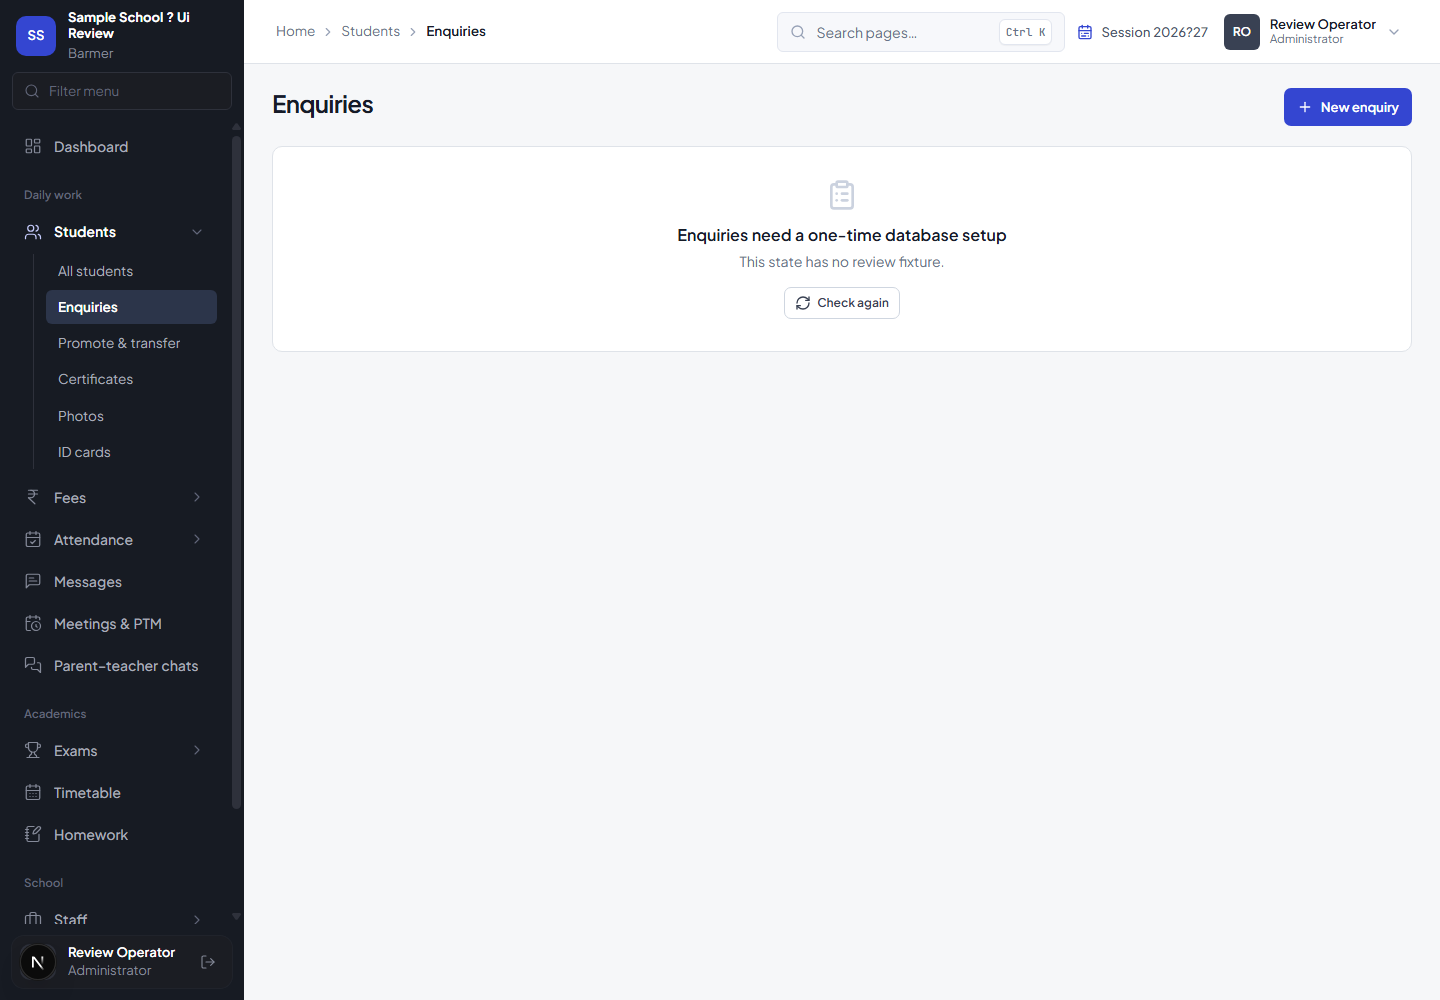 SS
Sample School ? Ui
Review
Barmer
Filter menu
Dashboard
Daily work
Students
All students
Enquiries
Promote & transfer
Certificates
Photos
ID cards
Fees
Attendance
Messages
Meetings & PTM
Parent-teacher chats
Academics
Exams
Timetable
Homework
School
Staff
N
Review Operator
Administrator
Home > Students > Enquiries
Search pages...
Ctrl K
Session 2026?27
RO
Review Operator
Administrator
Enquiries
New enquiry
Enquiries need a one-time database setup
This state has no review fixture.
Check again